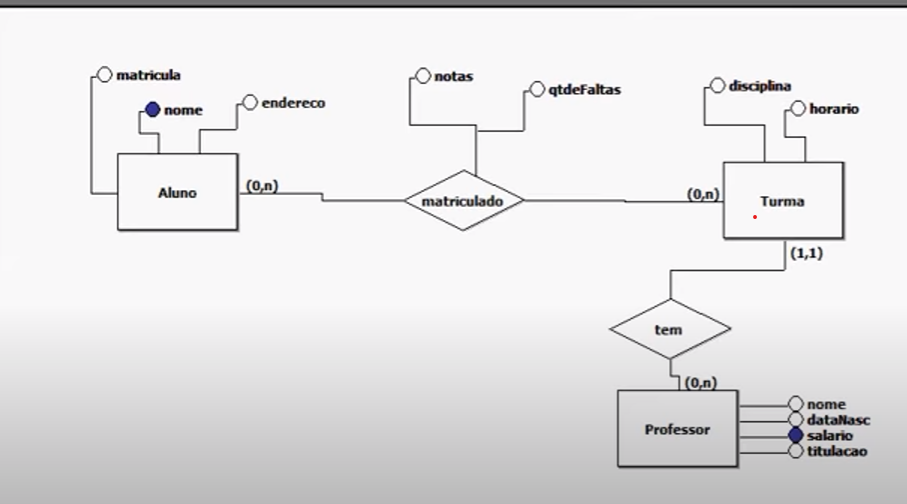 matricula
nome
endereco
Aluno
(0,n)
notas
qtdeFaltas
matriculado
disciplina
horario
(0,n)
Turma
(1,1)
tem
(0,n)
Professor
nome
dataNasc
salario
titulacao